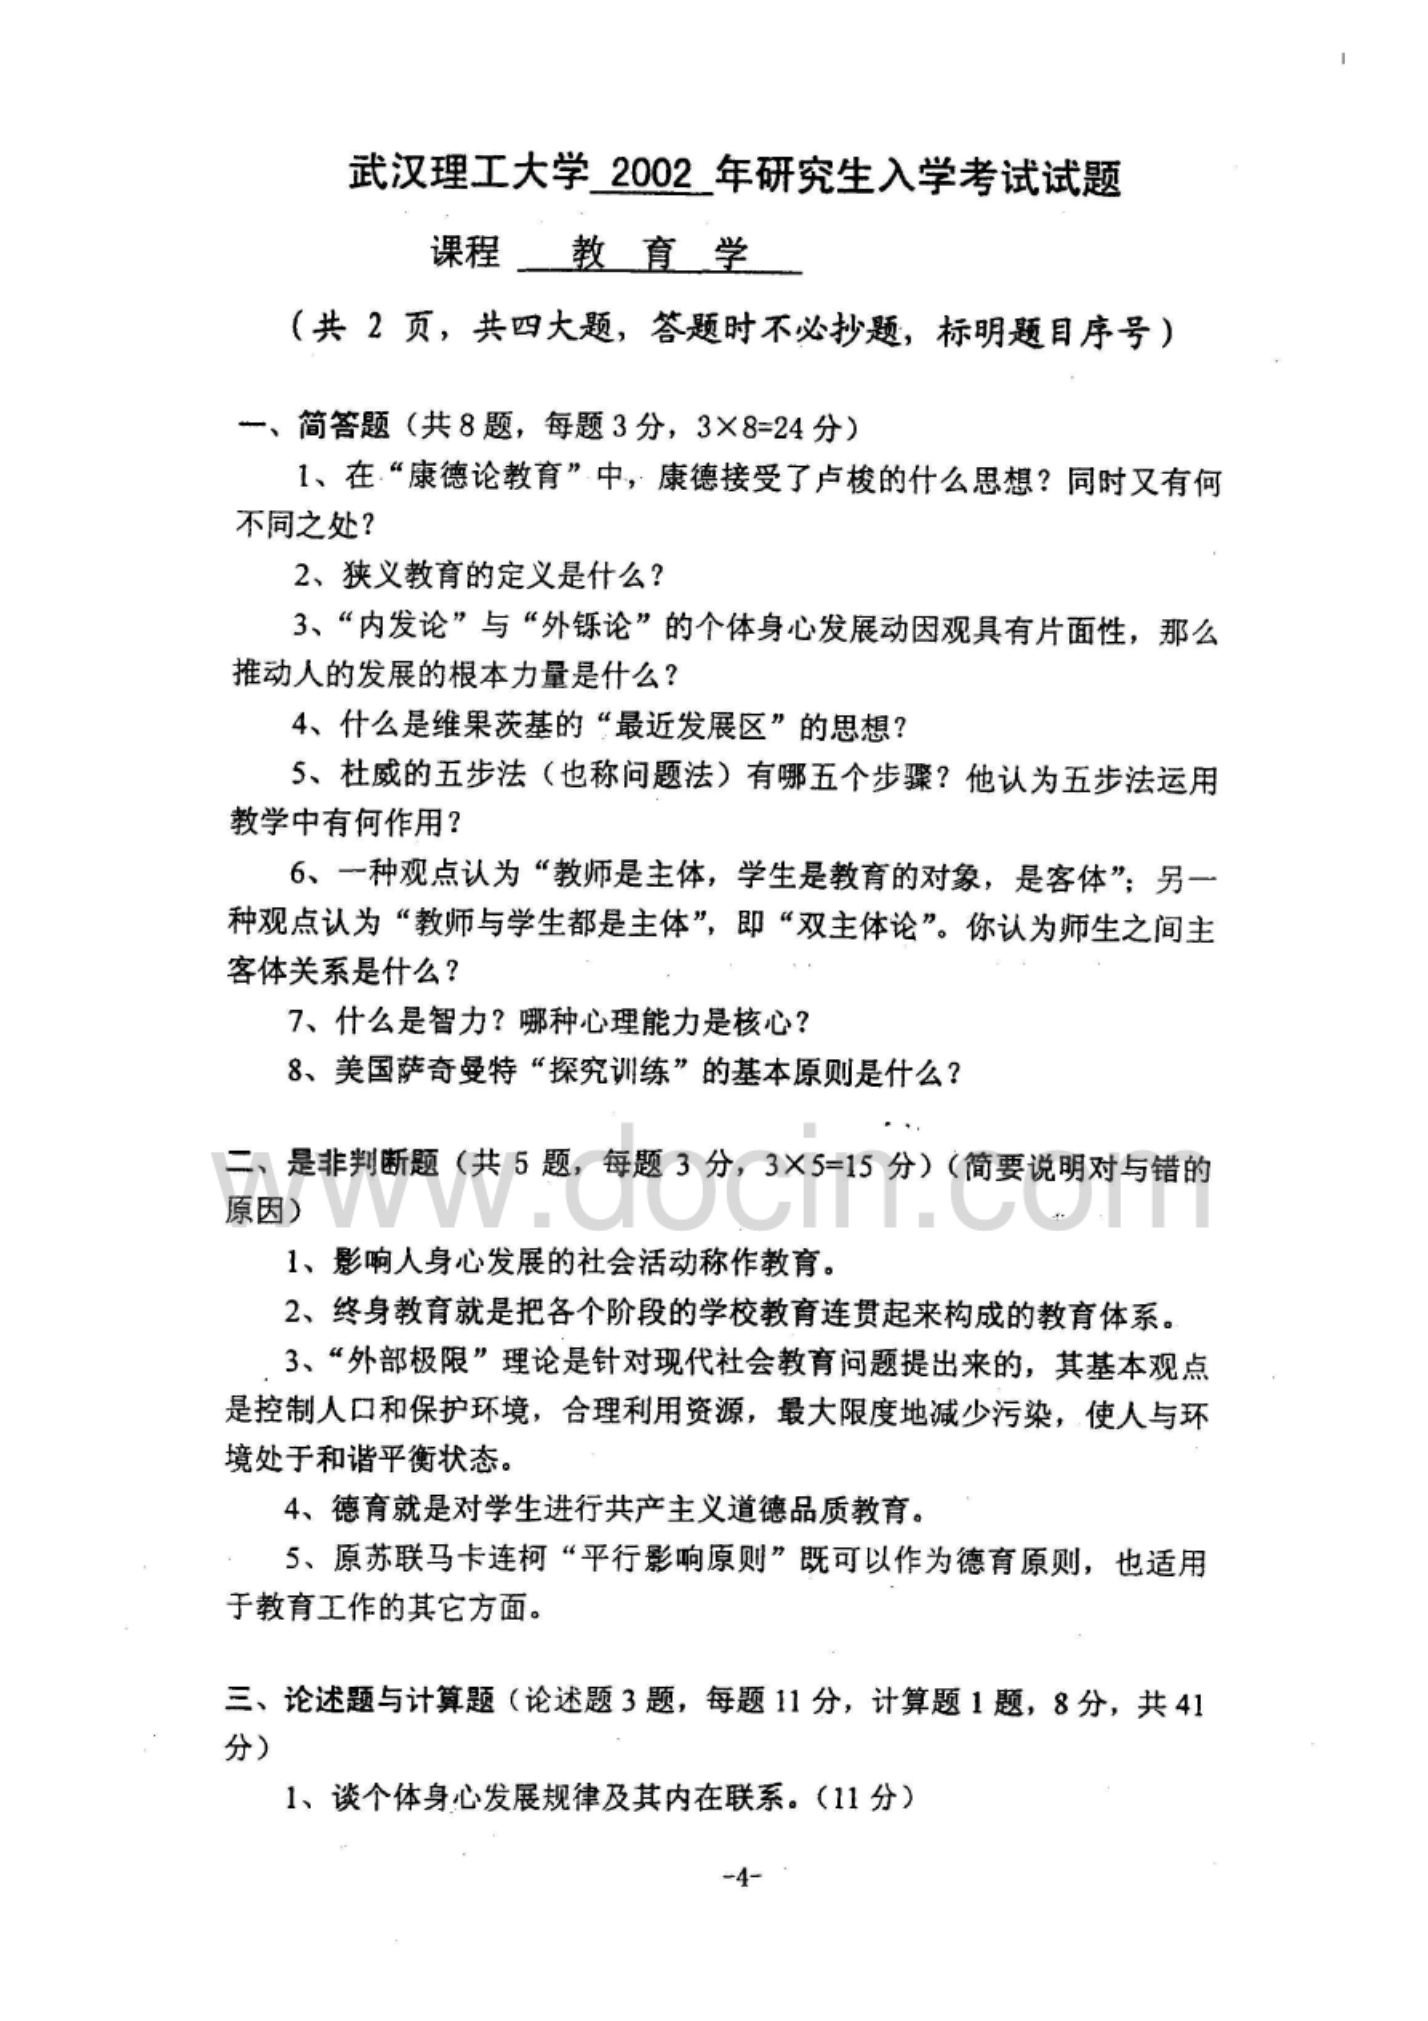 武汉理工大学 2002 年研究生入学考试试题
课程 教 育 学
(共 2 页，共四大题，答题时不必抄题，标明题目序号)
一、简答题（共 8 题，每题 3 分，3×8=24 分）
1、在“康德论教育”中，康德接受了卢梭的什么思想？同时又有何
不同之处？
2、狭义教育的定义是什么？
3、“内发论”与“外铄论”的个体身心发展动因观具有片面性，那么
推动人的发展的根本力量是什么？
4、什么是维果茨基的“最近发展区”的思想？
5、杜威的五步法（也称问题法）有哪五个步骤？他认为五步法运用
教学中有何作用？
6、一种观点认为“教师是主体，学生是教育的对象，是客体”；另一
种观点认为“教师与学生都是主体”，即“双主体论”。你认为师生之间主
客体关系是什么？
7、什么是智力？哪种心理能力是核心？
8、美国萨奇曼特“探究训练”的基本原则是什么？
www.docin.com
二、是非判断题（共 5 题，每题 3 分，3×5=15 分）（简要说明对与错的
原因）
1、影响人身心发展的社会活动称作教育。
2、终身教育就是把各个阶段的学校教育连贯起来构成的教育体系。
3、“外部极限”理论是针对现代社会教育问题提出来的，其基本观点
是控制人口和保护环境，合理利用资源，最大限度地减少污染，使人与环
境处于和谐平衡状态。
4、德育就是对学生进行共产主义道德品质教育。
5、原苏联马卡连柯“平行影响原则”既可以作为德育原则，也适用
于教育工作的其它方面。
三、论述题与计算题（论述题 3 题，每题 11 分，计算题 1 题，8 分，共 41
分）
1、谈个体身心发展规律及其内在联系。（11 分）
-4-